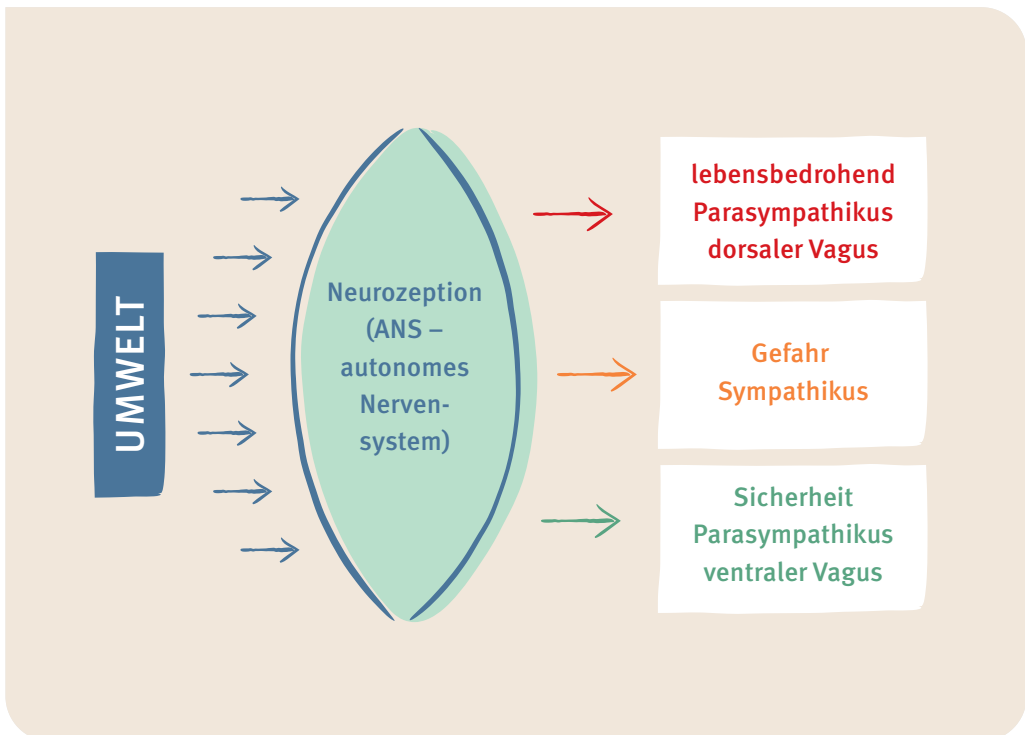 UMWELT
Neurozeption
(ANS –
autonomes
Nerven-
system)
lebensbedrohend
Parasympathikus
dorsaler Vagus
Gefahr
Sympathikus
Sicherheit
Parasympathikus
ventraler Vagus